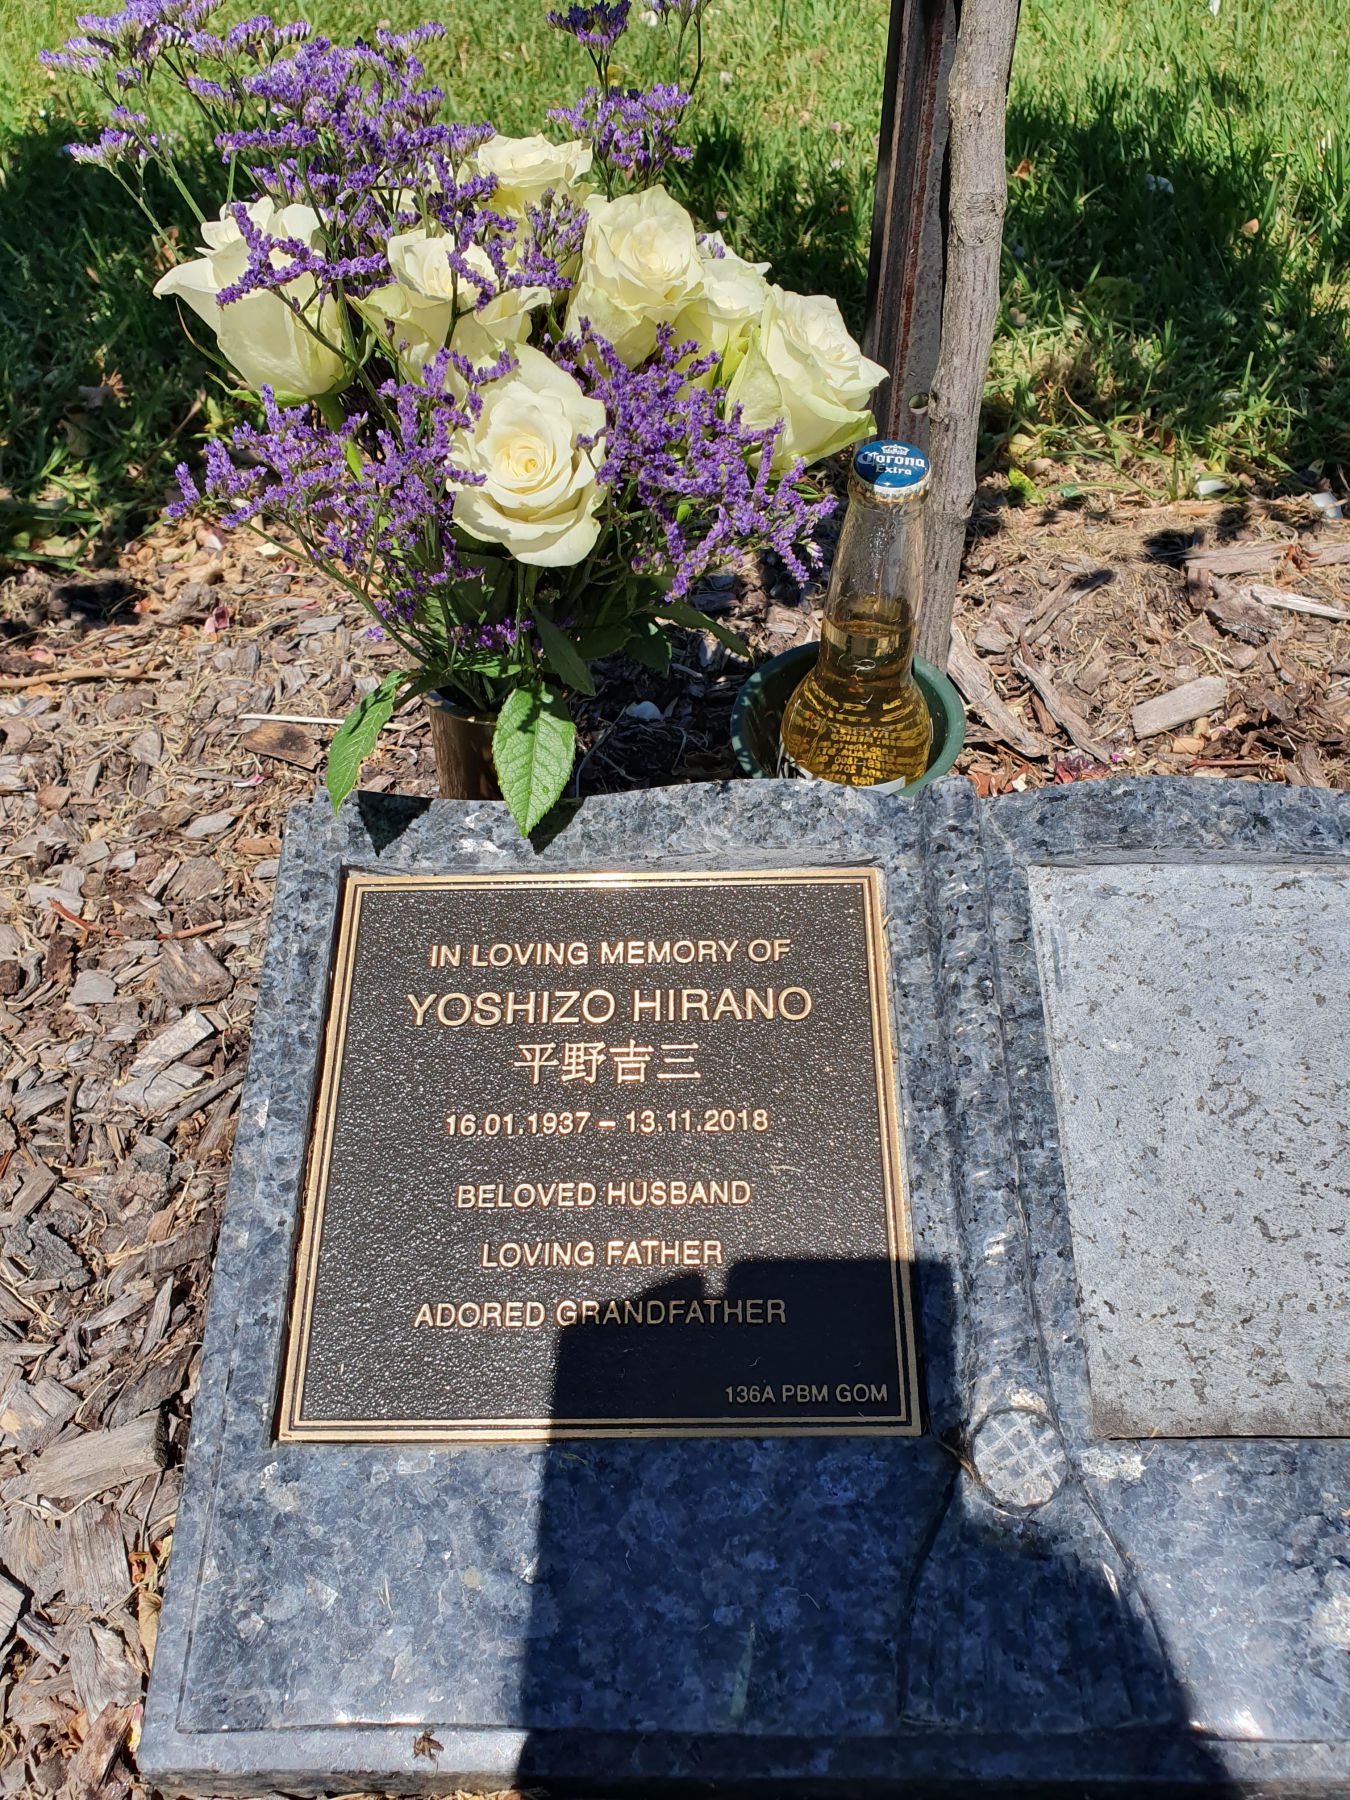 Corona
Extra
IN LOVING MEMORY OF
YOSHIZO HIRANO
平野吉三
16.01.1937 – 13.11.2018
BELOVED HUSBAND
LOVING FATHER
ADORED GRANDFATHER
136A PBM GOM